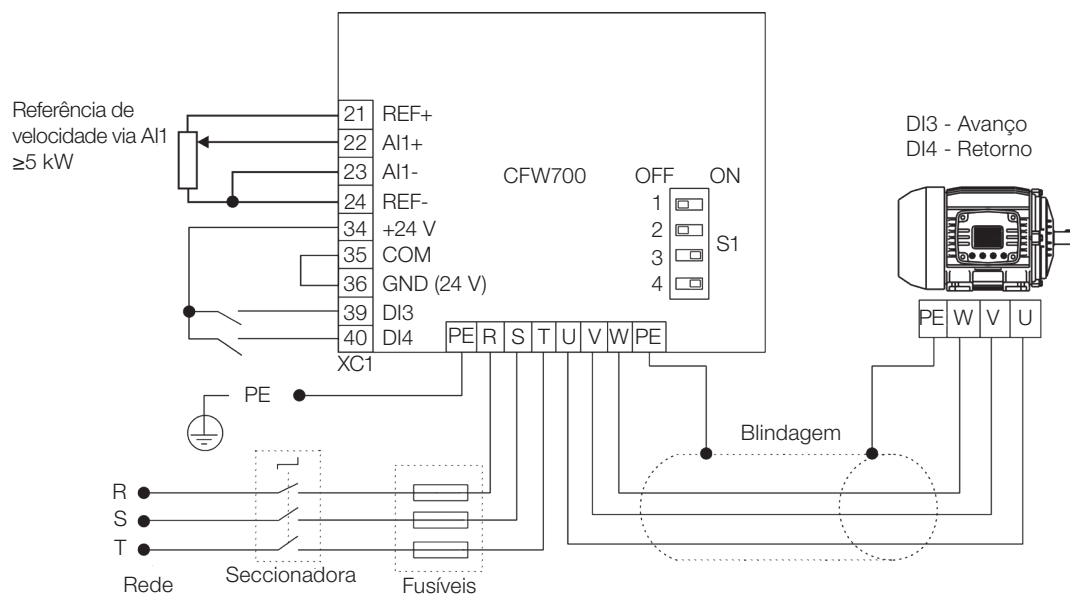 Referência de
velocidade via AI1
≥5 kW
21 REF+
22 AI1+
23 AI1-
24 REF-
34 +24 V
35 COM
36 GND (24 V)
39 DI3
40 DI4
XC1
CFW700
OFF ON
1
2
3
4
S1
DI3 - Avanço
DI4 - Retorno
PE R S T U V W PE
PE W V U
PE
Blindagem
R
S
T
Rede
Seccionadora
Fusíveis